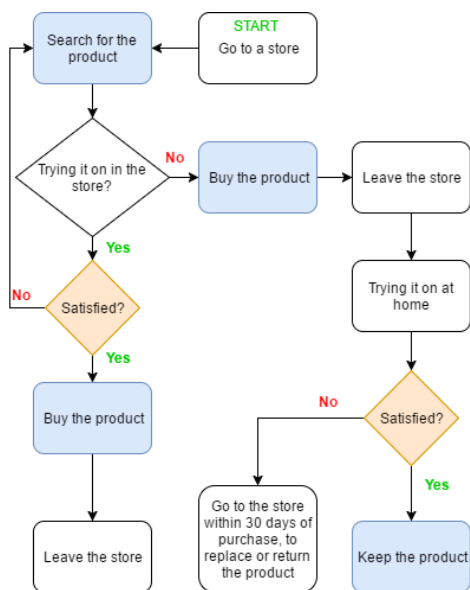 START
Go to a store
Search for the
product
Trying it on in the
store?
No
Buy the product
Leave the store
Yes
Trying it on at
home
No
Satisfied?
Yes
No
Satisfied?
Buy the product
Yes
Go to the store
within 30 days of
purchase, to
replace or return
the product
Leave the store
Keep the product